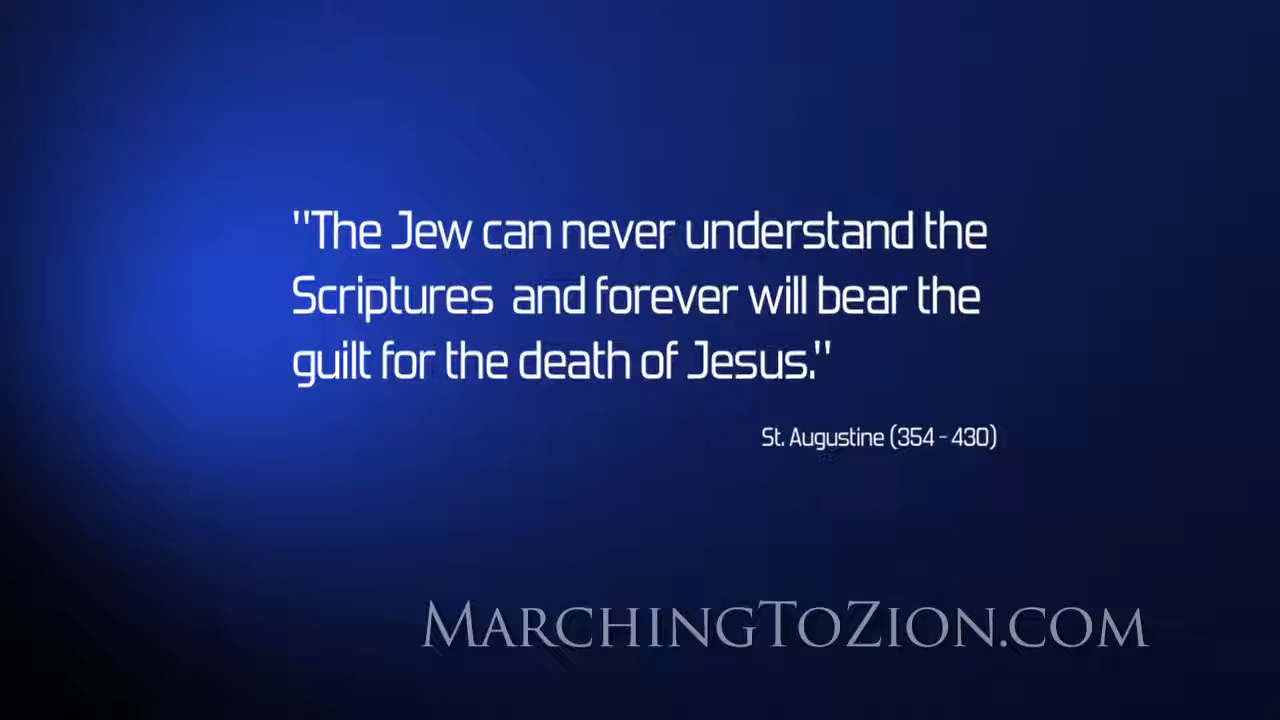 "The Jew can never understand the
Scriptures  and forever will bear the
guilt for the death of Jesus."
St. Augustine (354 - 430)
MARCHINGTOZION.COM